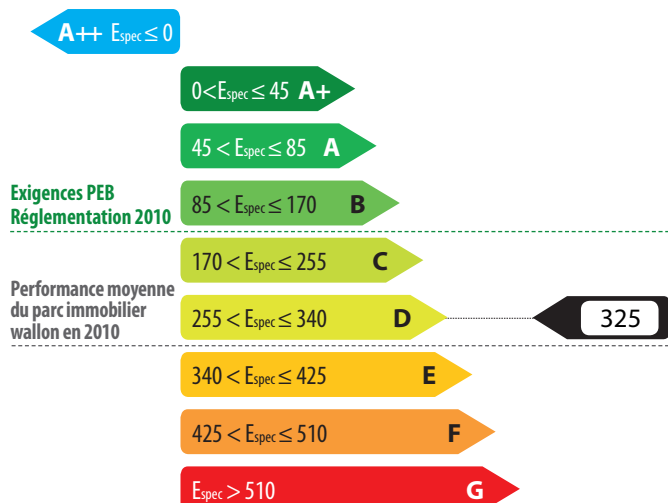 A++ Espec ≤ 0
0<Espec ≤ 45 A+
45 < Espec ≤ 85 A
Exigences PEB
Réglementation 2010
85 < Espec ≤ 170 B
170 < Espec ≤ 255 C
Performance moyenne
du parc immobilier
wallon en 2010
255 < Espec ≤ 340 D
325
340 < Espec ≤ 425 E
425 < Espec ≤ 510 F
Espec > 510 G